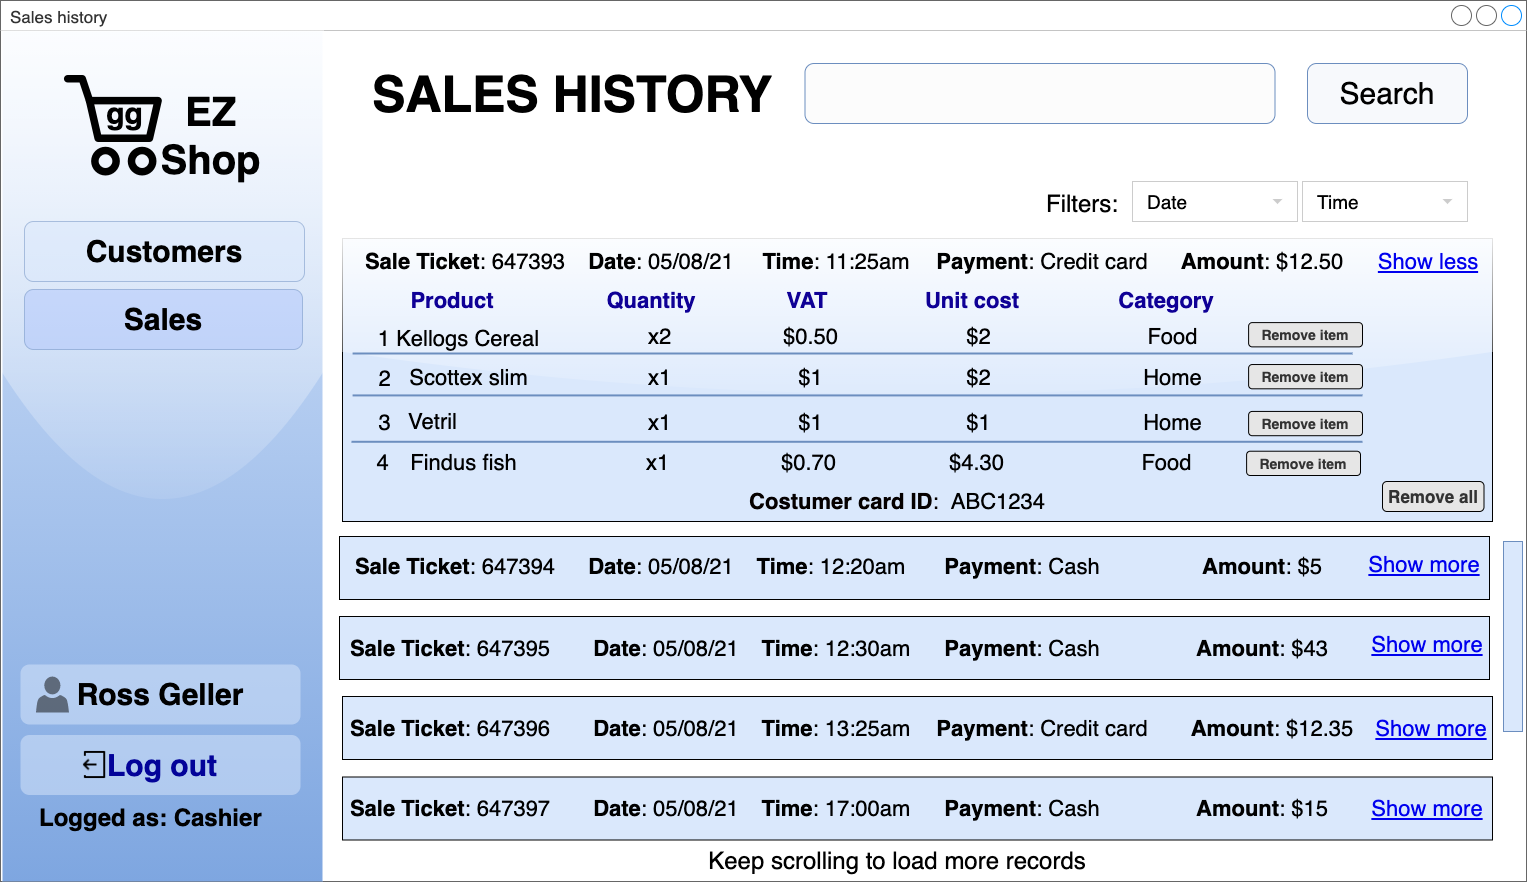 Sales history
gg
EZ
Shop
Customers
Sales
Ross Geller
Log out
Logged as: Cashier
SALES HISTORY
Search
Filters: Date Time
Sale Ticket: 647393 Date: 05/08/21 Time: 11:25am Payment: Credit card Amount: $12.50 Show less
Product Quantity VAT Unit cost Category
1 Kellogs Cereal x2 $0.50 $2 Food Remove item
2 Scottex slim x1 $1 $2 Home Remove item
3 Vetril x1 $1 $1 Home Remove item
4 Findus fish x1 $0.70 $4.30 Food Remove item
Costumer card ID: ABC1234 Remove all
Sale Ticket: 647394 Date: 05/08/21 Time: 12:20am Payment: Cash Amount: $5 Show more
Sale Ticket: 647395 Date: 05/08/21 Time: 12:30am Payment: Cash Amount: $43 Show more
Sale Ticket: 647396 Date: 05/08/21 Time: 13:25am Payment: Credit card Amount: $12.35 Show more
Sale Ticket: 647397 Date: 05/08/21 Time: 17:00am Payment: Cash Amount: $15 Show more
Keep scrolling to load more records